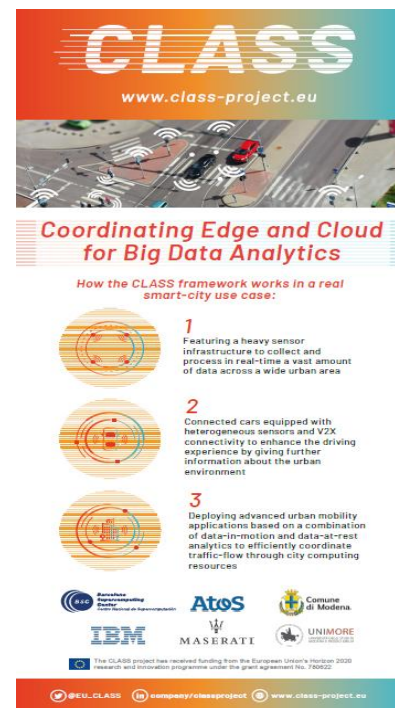 CLASS
www.class-project.eu
Coordinating Edge and Cloud
for Big Data Analytics
How the CLASS framework works in a real
smart-city use case:
1
Featuring a heavy sensor
infrastructure to collect and
process in real-time a vast amount
of data across a wide urban area
2
Connected cars equipped with
heterogeneous sensors and V2X
connectivity to enhance the driving
experience by giving further
information about the urban
environment
3
Deploying advanced urban mobility
applications based on a combination
of data-in-motion and data-at-rest
analytics to efficiently coordinate
traffic-flow through city computing
resources
BSC
Barcelona
Supercomputing
Center
Centro Nacional de Supercomputación
Atos
Comune
di Modena
IBM
MASERATI
UNIMORE
The CLASS project has received funding from the European Union's Horizon 2020
research and innovation programme under the grant agreement No. 780622
@EU_CLASS
in company/classproject
www.class-project.eu